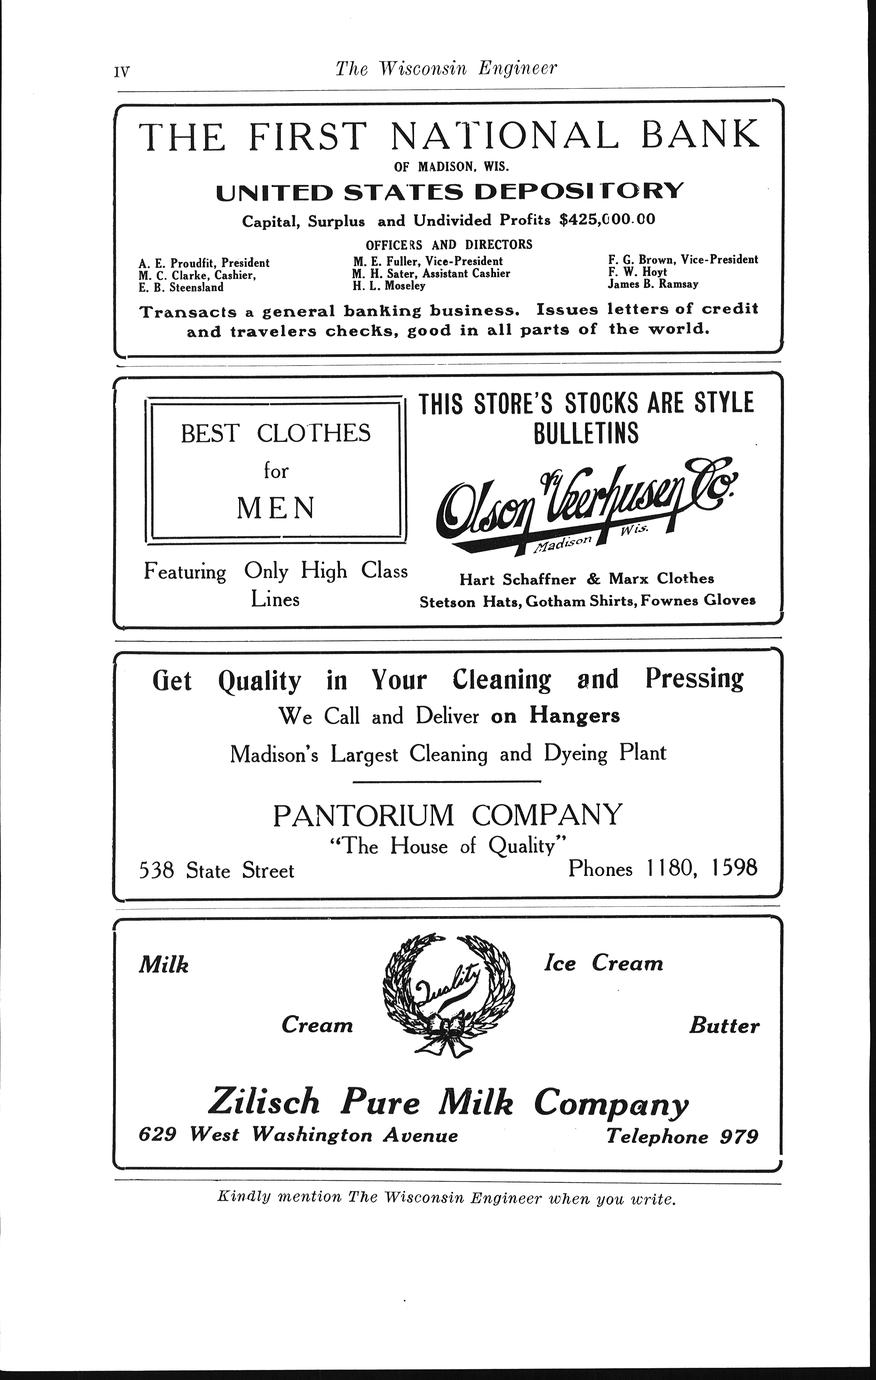 IV The Wisconsin Engineer
THE FIRST NATIONAL BANK
OF MADISON, WIS.
UNITED STATES DEPOSITORY
Capital, Surplus and Undivided Profits $425,000.00
OFFICERS AND DIRECTORS
A. E. Proudfit, President M. E. Fuller, Vice-President F. G. Brown, Vice-President
M. C. Clarke, Cashier, M. H. Sater, Assistant Cashier F. W. Hoyt
E. B. Steensland H. L. Moseley James B. Ramsay
Transacts a general banking business. Issues letters of credit
and travelers checks, good in all parts of the world.
BEST CLOTHES
for
MEN
Featuring Only High Class
Lines
THIS STORE'S STOCKS ARE STYLE
BULLETINS
Olson & Veerhusen Co.
Madison Wis.
Hart Schaffner & Marx Clothes
Stetson Hats, Gotham Shirts, Fownes Gloves
Get Quality in Your Cleaning and Pressing
We Call and Deliver on Hangers
Madison's Largest Cleaning and Dyeing Plant
PANTORIUM COMPANY
"The House of Quality"
538 State Street Phones 1180, 1598
Milk Ice Cream
Quality
Cream Butter
Zilisch Pure Milk Company
629 West Washington Avenue Telephone 979
Kindly mention The Wisconsin Engineer when you write.